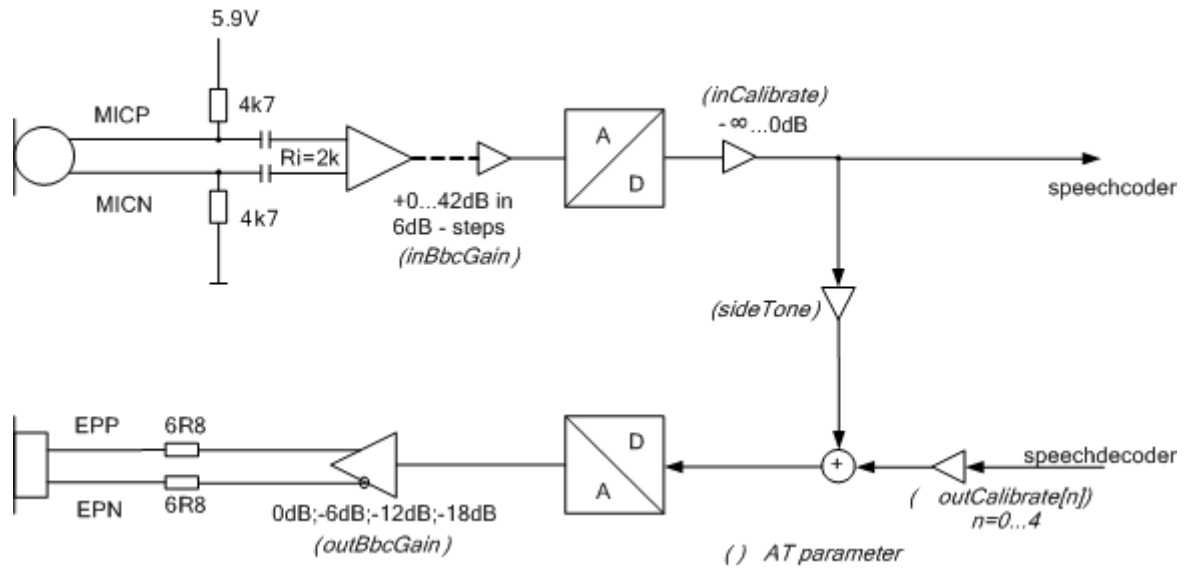 5.9V
4k7
MICP
Ri=2k
MICN
4k7
+0...42dB in
6dB - steps
(inBbcGain)
A
D
(inCalibrate)
-∞...0dB
speechcoder
(sideTone)
EPP
6R8
EPN
6R8
0dB;-6dB;-12dB;-18dB
(outBbcGain)
D
A
+
speechdecoder
( outCalibrate[n])
n=0...4
( ) AT parameter